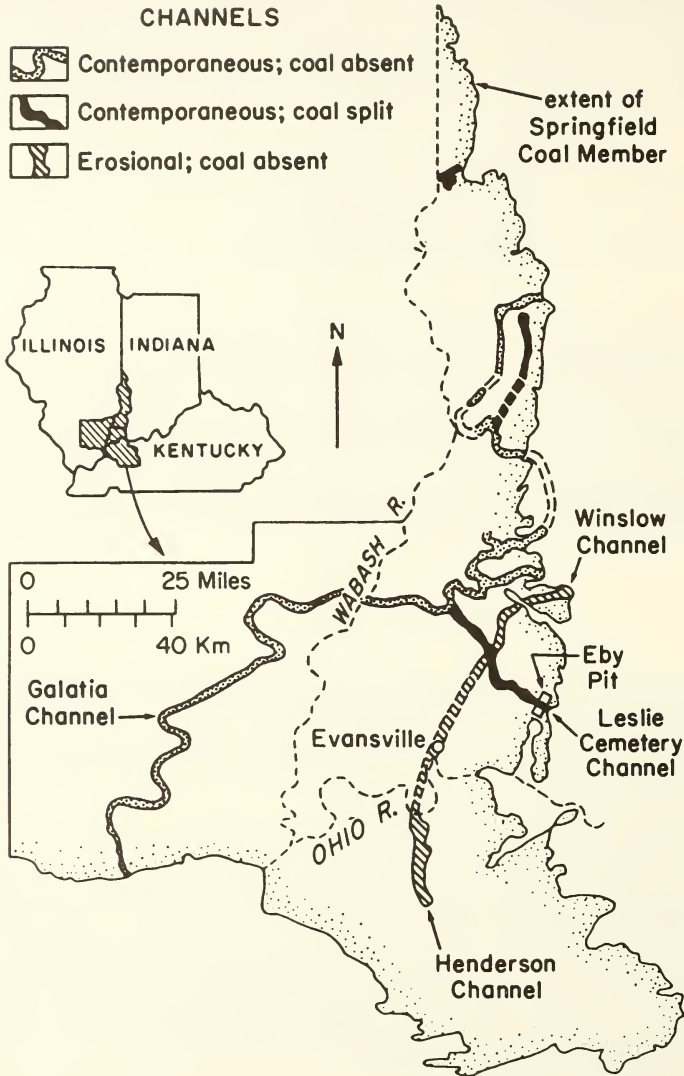 CHANNELS
Contemporaneous; coal absent
Contemporaneous; coal split
Erosional; coal absent
extent of
Springfield
Coal Member
ILLINOIS
INDIANA
KENTUCKY
N
WABASH R.
0 25 Miles
0 40 Km
Winslow
Channel
Eby
Pit
Galatia
Channel
Leslie
Cemetery
Channel
Evansville
OHIO R.
Henderson
Channel